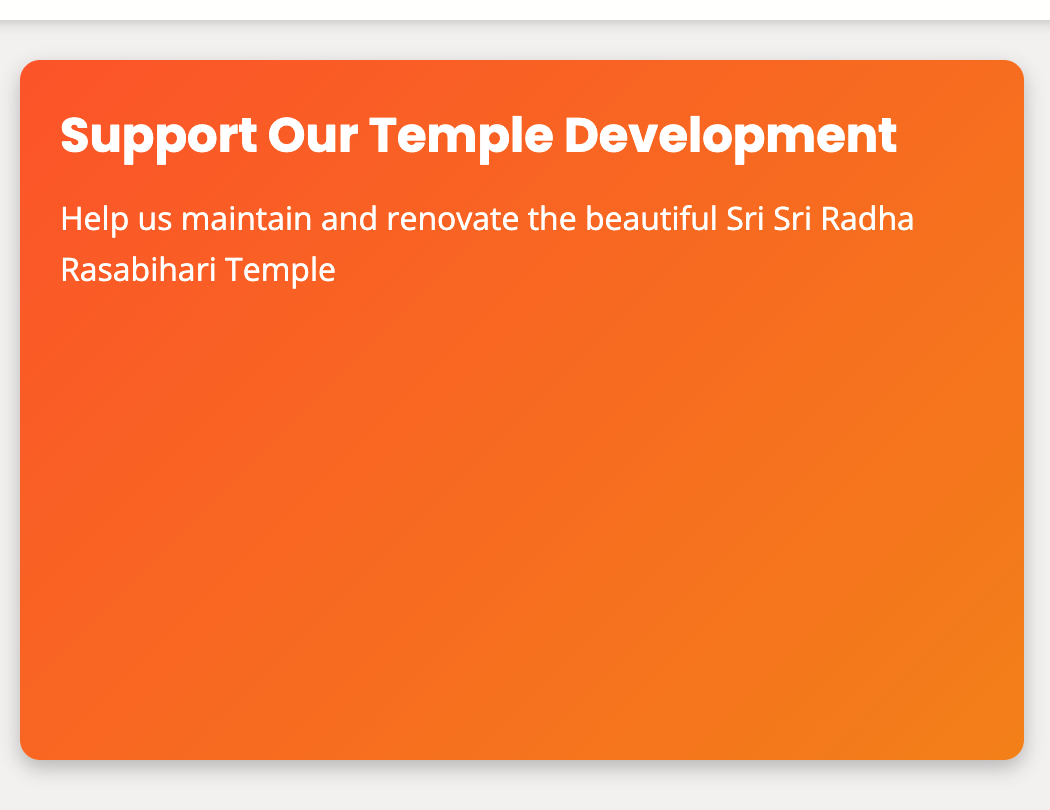 Support Our Temple Development
Help us maintain and renovate the beautiful Sri Sri Radha
Rasabihari Temple